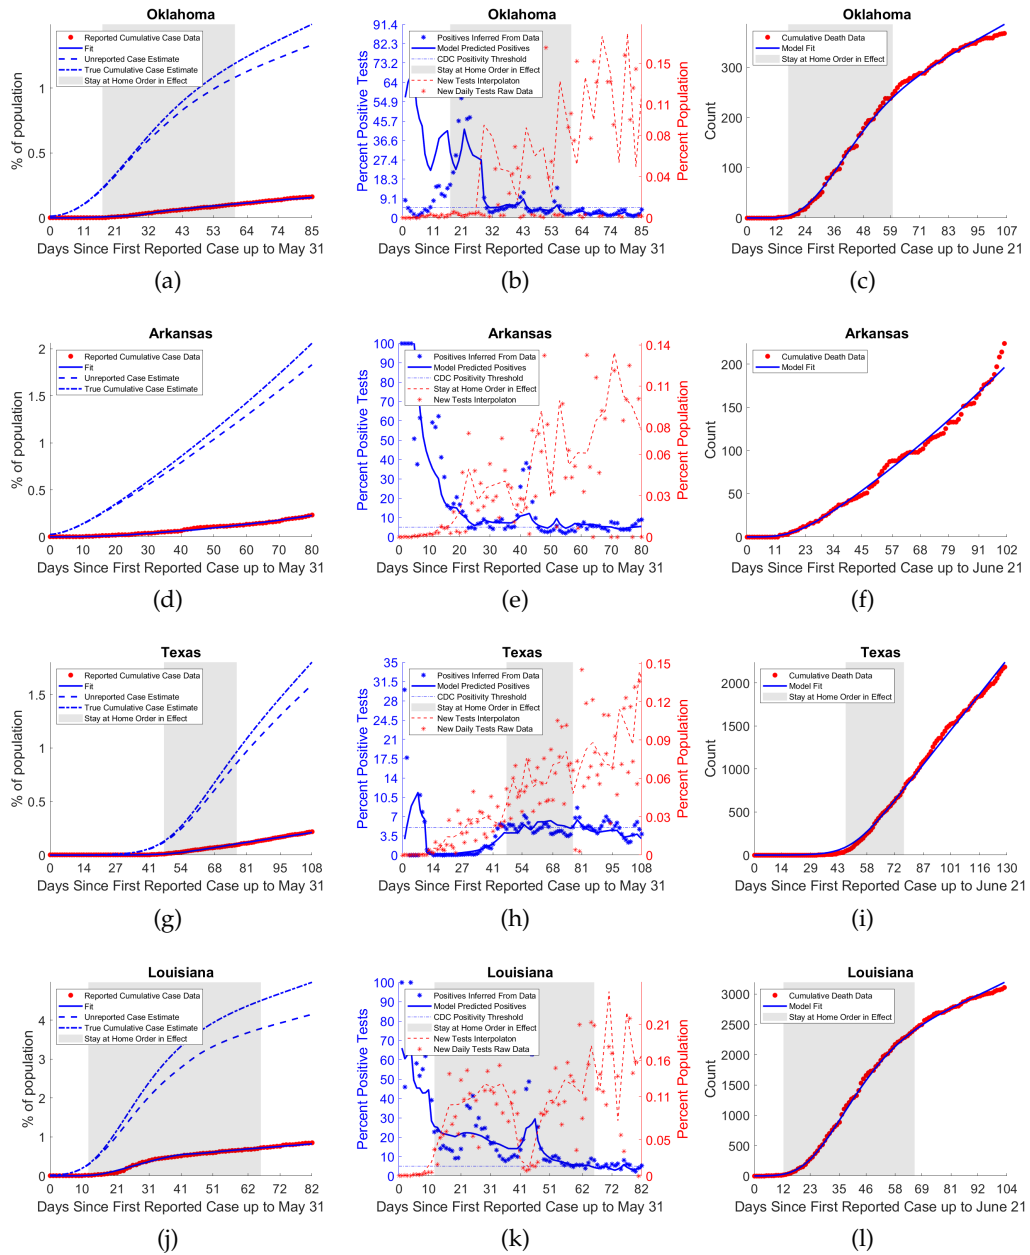 Oklahoma
Reported Cumulative Case Data
Fit
Unreported Case Estimate
True Cumulative Case Estimate
Stay at Home Order in Effect
% of population
1
0.5
0
0 11 21 32 43 53 64 74 85
Days Since First Reported Case up to May 31
(a)
Oklahoma
Positives Inferred From Data
Model Predicted Positives
CDC Positivity Threshold
Stay at Home Order in Effect
New Tests Interpolaton
New Daily Tests Raw Data
Percent Positive Tests
91.4
82.3
73.2
64
54.9
45.7
36.6
27.4
18.3
9.1
0
Percent Population
0.15
0.12
0.08
0.04
0
0 11 21 32 43 53 64 74 85
Days Since First Reported Case up to May 31
(b)
Oklahoma
Cumulative Death Data
Model Fit
Stay at Home Order in Effect
Count
300
200
100
0
0 12 24 36 48 59 71 83 95 107
Days Since First Reported Case up to June 21
(c)
Arkansas
Reported Cumulative Case Data
Fit
Unreported Case Estimate
True Cumulative Case Estimate
% of population
2
1.5
1
0.5
0
0 10 20 30 40 50 60 70 80
Days Since First Reported Case up to May 31
(d)
Arkansas
Positives Inferred From Data
Model Predicted Positives
CDC Positivity Threshold
Stay at Home Order in Effect
New Tests Interpolaton
Percent Positive Tests
100
90
80
70
60
50
40
30
20
10
0
Percent Population
0.14
0.11
0.08
0.06
0.03
0
0 10 20 30 40 50 60 70 80
Days Since First Reported Case up to May 31
(e)
Arkansas
Cumulative Death Data
Model Fit
Count
200
150
100
50
0
0 11 23 34 45 57 68 79 91 102
Days Since First Reported Case up to June 21
(f)
Texas
Reported Cumulative Case Data
Fit
Unreported Case Estimate
True Cumulative Case Estimate
Stay at Home Order in Effect
% of population
1.5
1
0.5
0
0 14 27 41 54 67 81 95 108
Days Since First Reported Case up to May 31
(g)
Texas
Positives Inferred From Data
Model Predicted Positives
CDC Positivity Threshold
Stay at Home Order in Effect
New Tests Interpolaton
New Daily Tests Raw Data
Percent Positive Tests
35
31.5
28
24.5
21
17.5
14
10.5
7
3.5
0
Percent Population
0.15
0.12
0.09
0.06
0.03
0
0 14 27 41 54 67 81 95 108
Days Since First Reported Case up to May 31
(h)
Texas
Cumulative Death Data
Model Fit
Stay at Home Order in Effect
Count
2000
1500
1000
500
0
0 14 29 43 58 72 87 101 116 130
Days Since First Reported Case up to June 21
(i)
Louisiana
Reported Cumulative Case Data
Fit
Unreported Case Estimate
True Cumulative Case Estimate
Stay at Home Order in Effect
% of population
4
3
2
1
0
0 10 21 31 41 51 61 72 82
Days Since First Reported Case up to May 31
(j)
Louisiana
Positives Inferred From Data
Model Predicted Positives
CDC Positivity Threshold
Stay at Home Order in Effect
New Tests Interpolaton
New Daily Tests Raw Data
Percent Positive Tests
100
90
80
70
60
50
40
30
20
10
0
Percent Population
0.21
0.16
0.11
0.05
0
0 10 21 31 41 51 61 72 82
Days Since First Reported Case up to May 31
(k)
Louisiana
Cumulative Death Data
Model Fit
Stay at Home Order in Effect
Count
3000
2500
2000
1500
1000
500
0
0 12 23 35 46 58 69 81 92 104
Days Since First Reported Case up to June 21
(l)